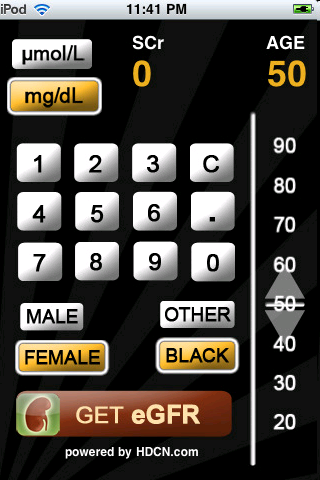 iPod 11:41 PM
µmol/L
mg/dL
SCr
0
AGE
50
1 2 3 C
4 5 6 .
7 8 9 0
90
80
70
60
50
40
30
20
MALE OTHER
FEMALE BLACK
GET eGFR
powered by HDCN.com